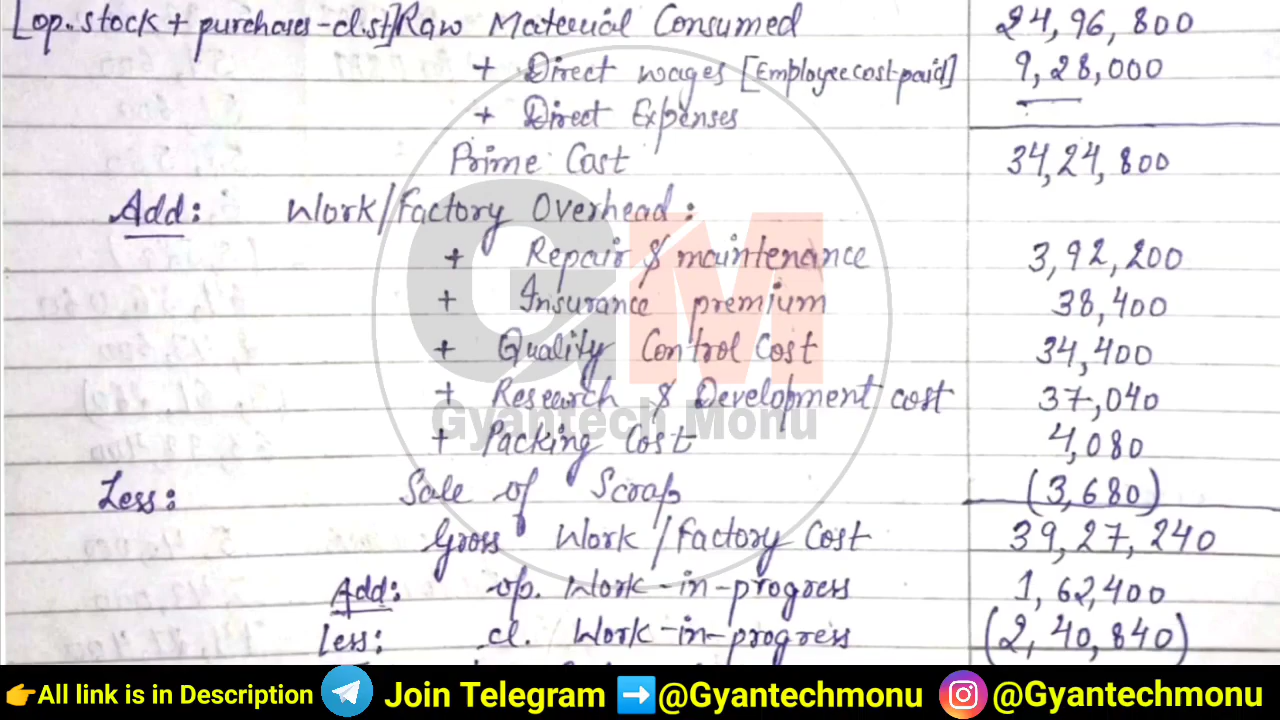 [op. stock + purchases - cl.st] Raw Material Consumed 24,96,800
+ Direct wages [Employee cost-paid] 9,28,000
+ Direct Expenses
Prime Cost 34,24,800
Add: Work/Factory Overhead:
+ Repair & maintenance 3,92,200
+ Insurance premium 38,400
+ Quality Control Cost 34,400
+ Research & Development cost 37,040
+ Packing Cost 4,080
Less: Sale of Scrap (3,680)
Gross Work/Factory Cost 39,27,240
Add: op. Work-in-progress 1,62,400
Less: cl. Work-in-progress (2,40,840)
GM
Gyantech Monu
👉All link is in Description Join Telegram ➡️@Gyantechmonu @Gyantechmonu